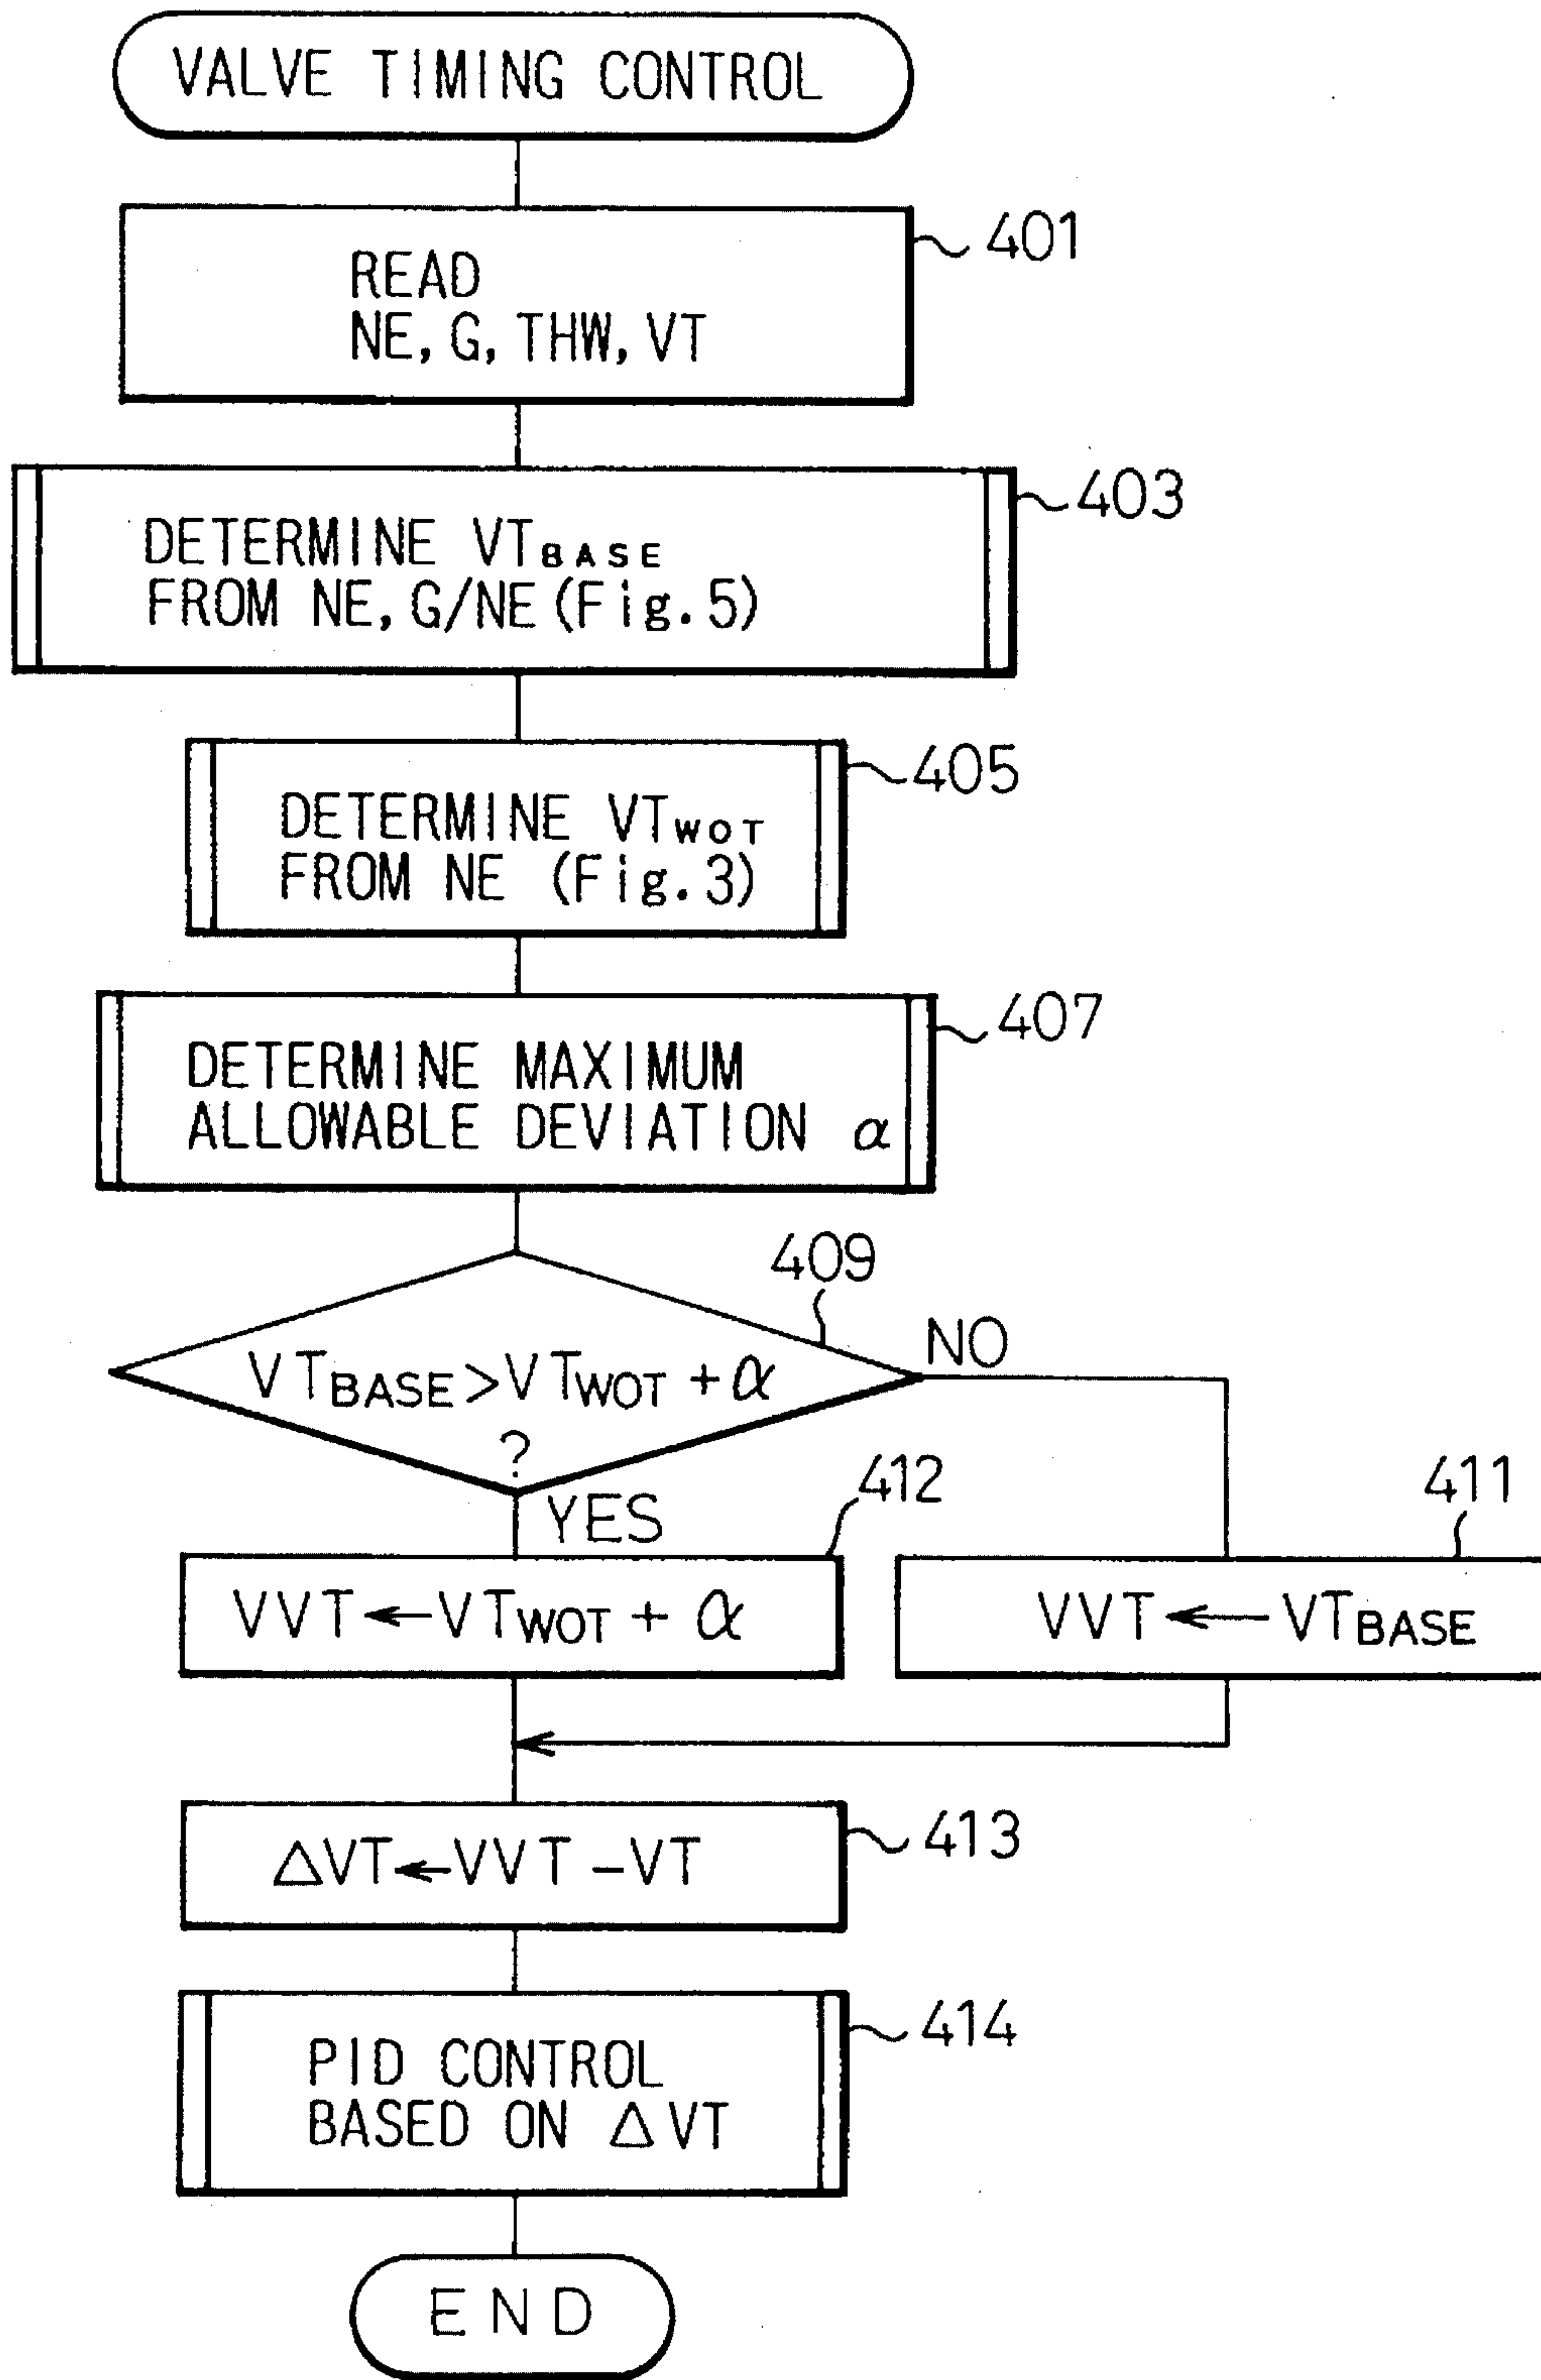 VALVE TIMING CONTROL
401
READ
NE, G, THW, VT
403
DETERMINE VTBASE
FROM NE, G/NE (Fig. 5)
405
DETERMINE VTWOT
FROM NE (Fig. 3)
407
DETERMINE MAXIMUM
ALLOWABLE DEVIATION α
409
NO
VTBASE > VTWOT + α
?
YES
412
411
VVT ← VTWOT + α
VVT ← VTBASE
413
△VT ← VVT - VT
414
PID CONTROL
BASED ON △VT
END